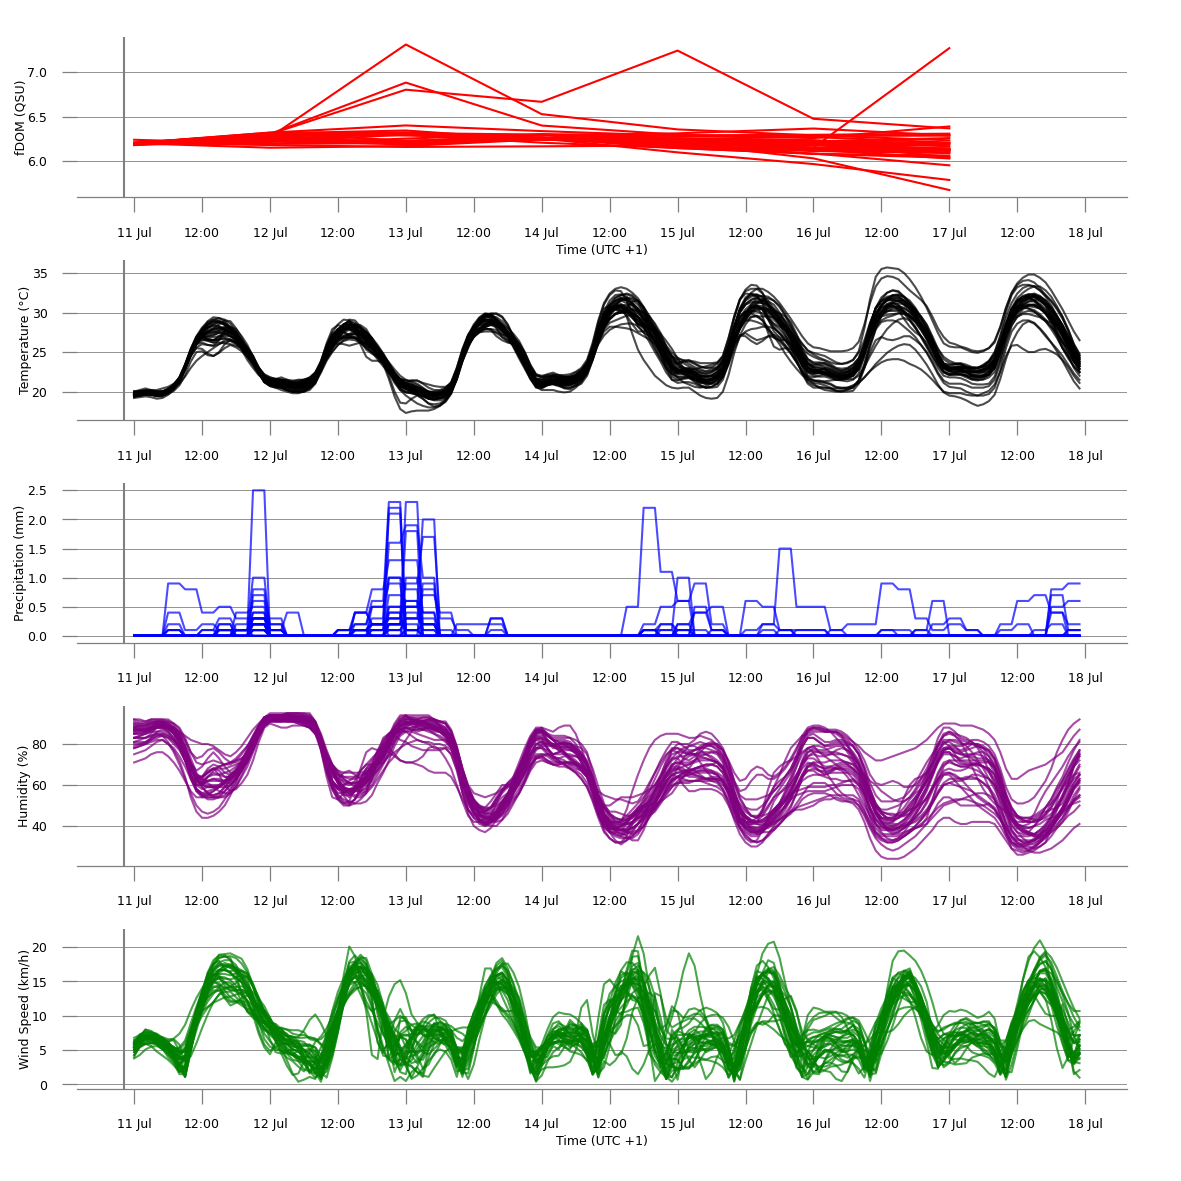 fDOM (QSU)
7.0
6.5
6.0
11 Jul 12:00 12 Jul 12:00 13 Jul 12:00 14 Jul 12:00 15 Jul 12:00 16 Jul 12:00 17 Jul 12:00 18 Jul
Time (UTC +1)
Temperature (°C)
35
30
25
20
11 Jul 12:00 12 Jul 12:00 13 Jul 12:00 14 Jul 12:00 15 Jul 12:00 16 Jul 12:00 17 Jul 12:00 18 Jul
Precipitation (mm)
2.5
2.0
1.5
1.0
0.5
0.0
11 Jul 12:00 12 Jul 12:00 13 Jul 12:00 14 Jul 12:00 15 Jul 12:00 16 Jul 12:00 17 Jul 12:00 18 Jul
Humidity (%)
80
60
40
11 Jul 12:00 12 Jul 12:00 13 Jul 12:00 14 Jul 12:00 15 Jul 12:00 16 Jul 12:00 17 Jul 12:00 18 Jul
Wind Speed (km/h)
20
15
10
5
0
11 Jul 12:00 12 Jul 12:00 13 Jul 12:00 14 Jul 12:00 15 Jul 12:00 16 Jul 12:00 17 Jul 12:00 18 Jul
Time (UTC +1)